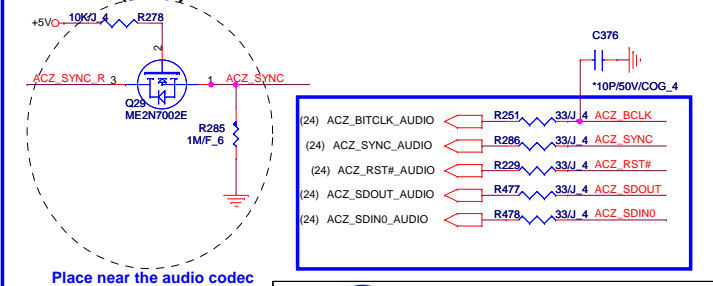 +5V 10K/J_4 R278
2
ACZ_SYNC_R 3 1 ACZ_SYNC
Q29
ME2N7002E
R285
1M/F_6
Place near the audio codec
C376
*10P/50V/COG_4
(24) ACZ_BITCLK_AUDIO R251 33/J_4 ACZ_BCLK
(24) ACZ_SYNC_AUDIO R286 33/J_4 ACZ_SYNC
(24) ACZ_RST#_AUDIO R229 33/J_4 ACZ_RST#
(24) ACZ_SDOUT_AUDIO R477 33/J_4 ACZ_SDOUT
(24) ACZ_SDIN0_AUDIO R478 33/J_4 ACZ_SDIN0